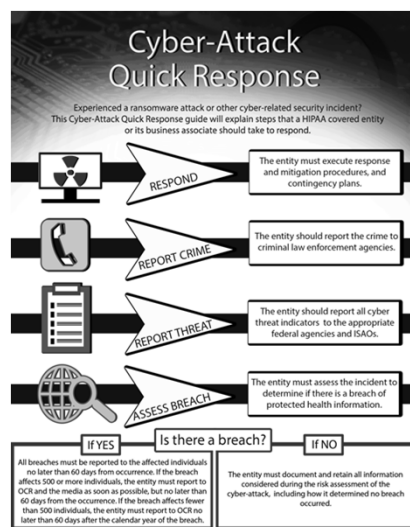 Cyber-Attack
Quick Response
Experienced a ransomware attack or other cyber-related security incident?
This Cyber-Attack Quick Response guide will explain steps that a HIPAA covered entity
or its business associate should take to respond.
RESPOND
The entity must execute response
and mitigation procedures, and
contingency plans.
REPORT CRIME
The entity should report the crime to
criminal law enforcement agencies.
REPORT THREAT
The entity should report all cyber
threat indicators to the appropriate
federal agencies and ISAOs.
ASSESS BREACH
The entity must assess the incident to
determine if there is a breach of
protected health information.
Is there a breach?
If YES
All breaches must be reported to the affected individuals
no later than 60 days from occurrence. If the breach
affects 500 or more individuals, the entity must report to
OCR and the media as soon as possible, but no later than
60 days from the occurrence. If the breach affects fewer
than 500 individuals, the entity must report to OCR no
later than 60 days after the calendar year of the breach.
If NO
The entity must document and retain all information
considered during the risk assessment of the
cyber-attack, including how it determined no breach
occurred.